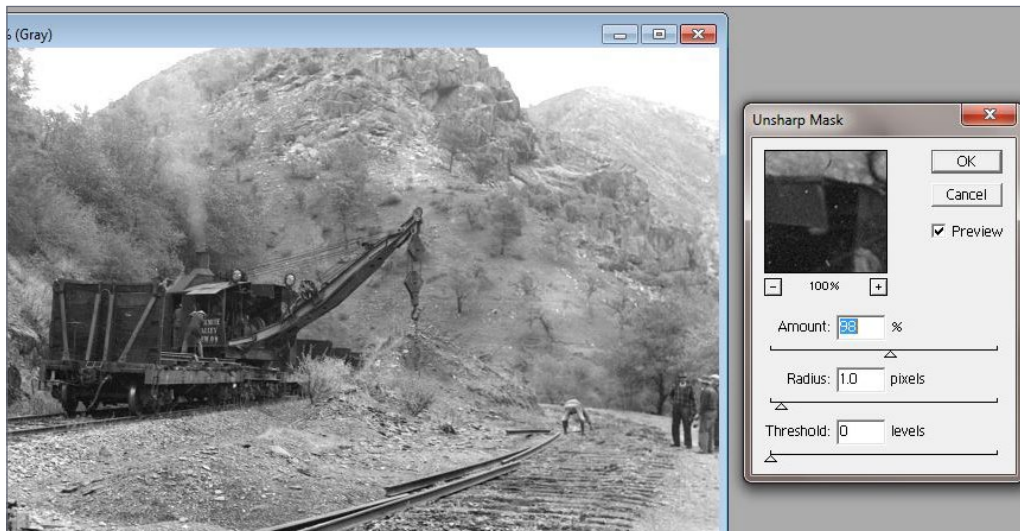 % (Gray)
Unsharp Mask
OK
Cancel
Preview
100%
Amount: 98 %
Radius: 1.0 pixels
Threshold: 0 levels